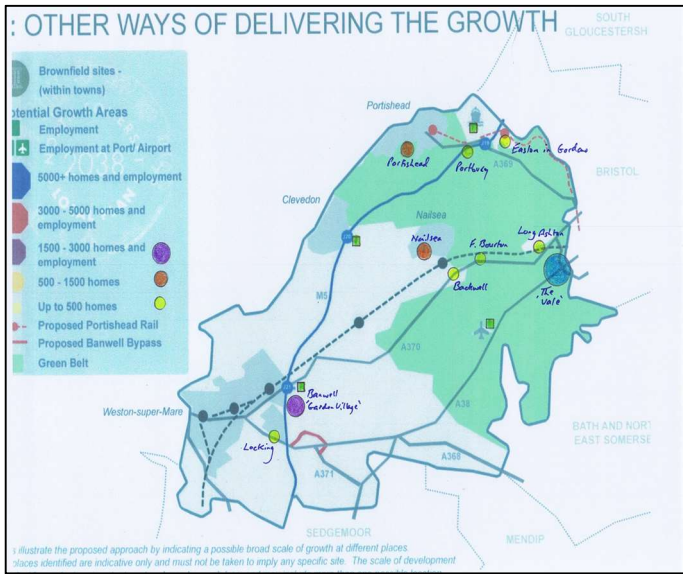 : OTHER WAYS OF DELIVERING THE GROWTH
SOUTH
GLOUCESTERSH
Brownfield sites -
(within towns)
otential Growth Areas
Employment
Employment at Port/ Airport
5000+ homes and employment
3000 - 5000 homes and
employment
1500 - 3000 homes and
employment
500 - 1500 homes
Up to 500 homes
Proposed Portishead Rail
Proposed Banwell Bypass
Green Belt
2038
Portishead
Portishead
Portbury
Easton in Gordano
A369
BRISTOL
Clevedon
Nailsea
Nailsea
Long Ashton
F. Bourton
Backwell
The
'Vale'
M5
A370
A38
Banwell
'Garden Village'
Weston-super-Mare
Locking
A371
A368
BATH AND NORT
EAST SOMERSE
SEDGEMOOR
MENDIP
s illustrate the proposed approach by indicating a possible broad scale of growth at different places.
places identified are indicative only and must not be taken to imply any specific site. The scale of development